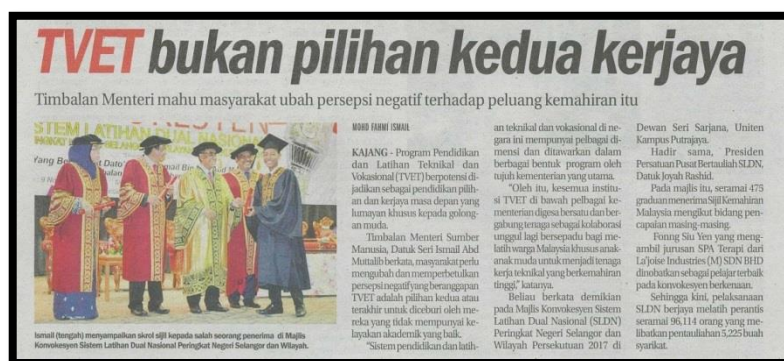 TVET bukan pilihan kedua kerjaya
Timbalan Menteri mahu masyarakat ubah persepsi negatif terhadap peluang kemahiran itu
STEM LATIHAN DUAL NASIONAL
Ismail (tengah) menyampaikan skrol sijil kepada salah seorang penerima di Majlis
Konvokesyen Sistem Latihan Dual Nasional Peringkat Negeri Selangor dan Wilayah.
MOHD FAHMI ISMAIL
KAJANG - Program Pendidikan
dan Latihan Teknikal dan
Vokasional (TVET) berpotensi di-
jadikan sebagai pendidikan pilih-
an dan kerjaya masa depan yang
lumayan khusus kepada golong-
an muda.
Timbalan Menteri Sumber
Manusia, Datuk Seri Ismail Abd
Muttalib berkata, masyarakat perlu
mengubah dan memperbetulkan
persepsi negatif yang beranggapan
TVET adalah pilihan kedua atau
terakhir untuk diceburi oleh me-
reka yang tidak mempunyai ke-
layakan akademik yang baik.
"Sistem pendidikan dan latih-
an teknikal dan vokasional di ne-
gara ini mempunyai pelbagai di-
mensi dan ditawarkan dalam
berbagai bentuk program oleh
tujuh kementerian yang utama.
"Oleh itu, kesemua institu-
si TVET di bawah pelbagai ke-
menterian digesa bersatu dan ber-
gabung tenaga sebagai kolaborasi
unggul lagi bersepadu bagi me-
latih warga Malaysia khusus anak-
anak muda untuk menjadi tenaga
kerja teknikal yang berkemahiran
tinggi," katanya.
Beliau berkata demikian
pada Majlis Konvokesyen Sistem
Latihan Dual Nasional (SLDN)
Peringkat Negeri Selangor dan
Wilayah Persekutuan 2017 di
Dewan Seri Sarjana, Uniten
Kampus Putrajaya.
Hadir sama, Presiden
Persatuan Pusat Bertauliah SLDN,
Datuk Joyah Rashid.
Pada majlis itu, seramai 475
graduan menerima Sijil Kemahiran
Malaysia mengikut bidang pen-
capaian masing-masing.
Fonng Siu Yen yang meng-
ambil jurusan SPA Terapi dari
La'joise Industries (M) SDN BHD
dinobatkan sebagai pelajar terbaik
pada konvokesyen berkenaan.
Sehingga kini, pelaksanaan
SLDN berjaya melatih perantis
seramai 96,114 orang yang me-
libatkan pentauliahan 5,225 buah
syarikat.